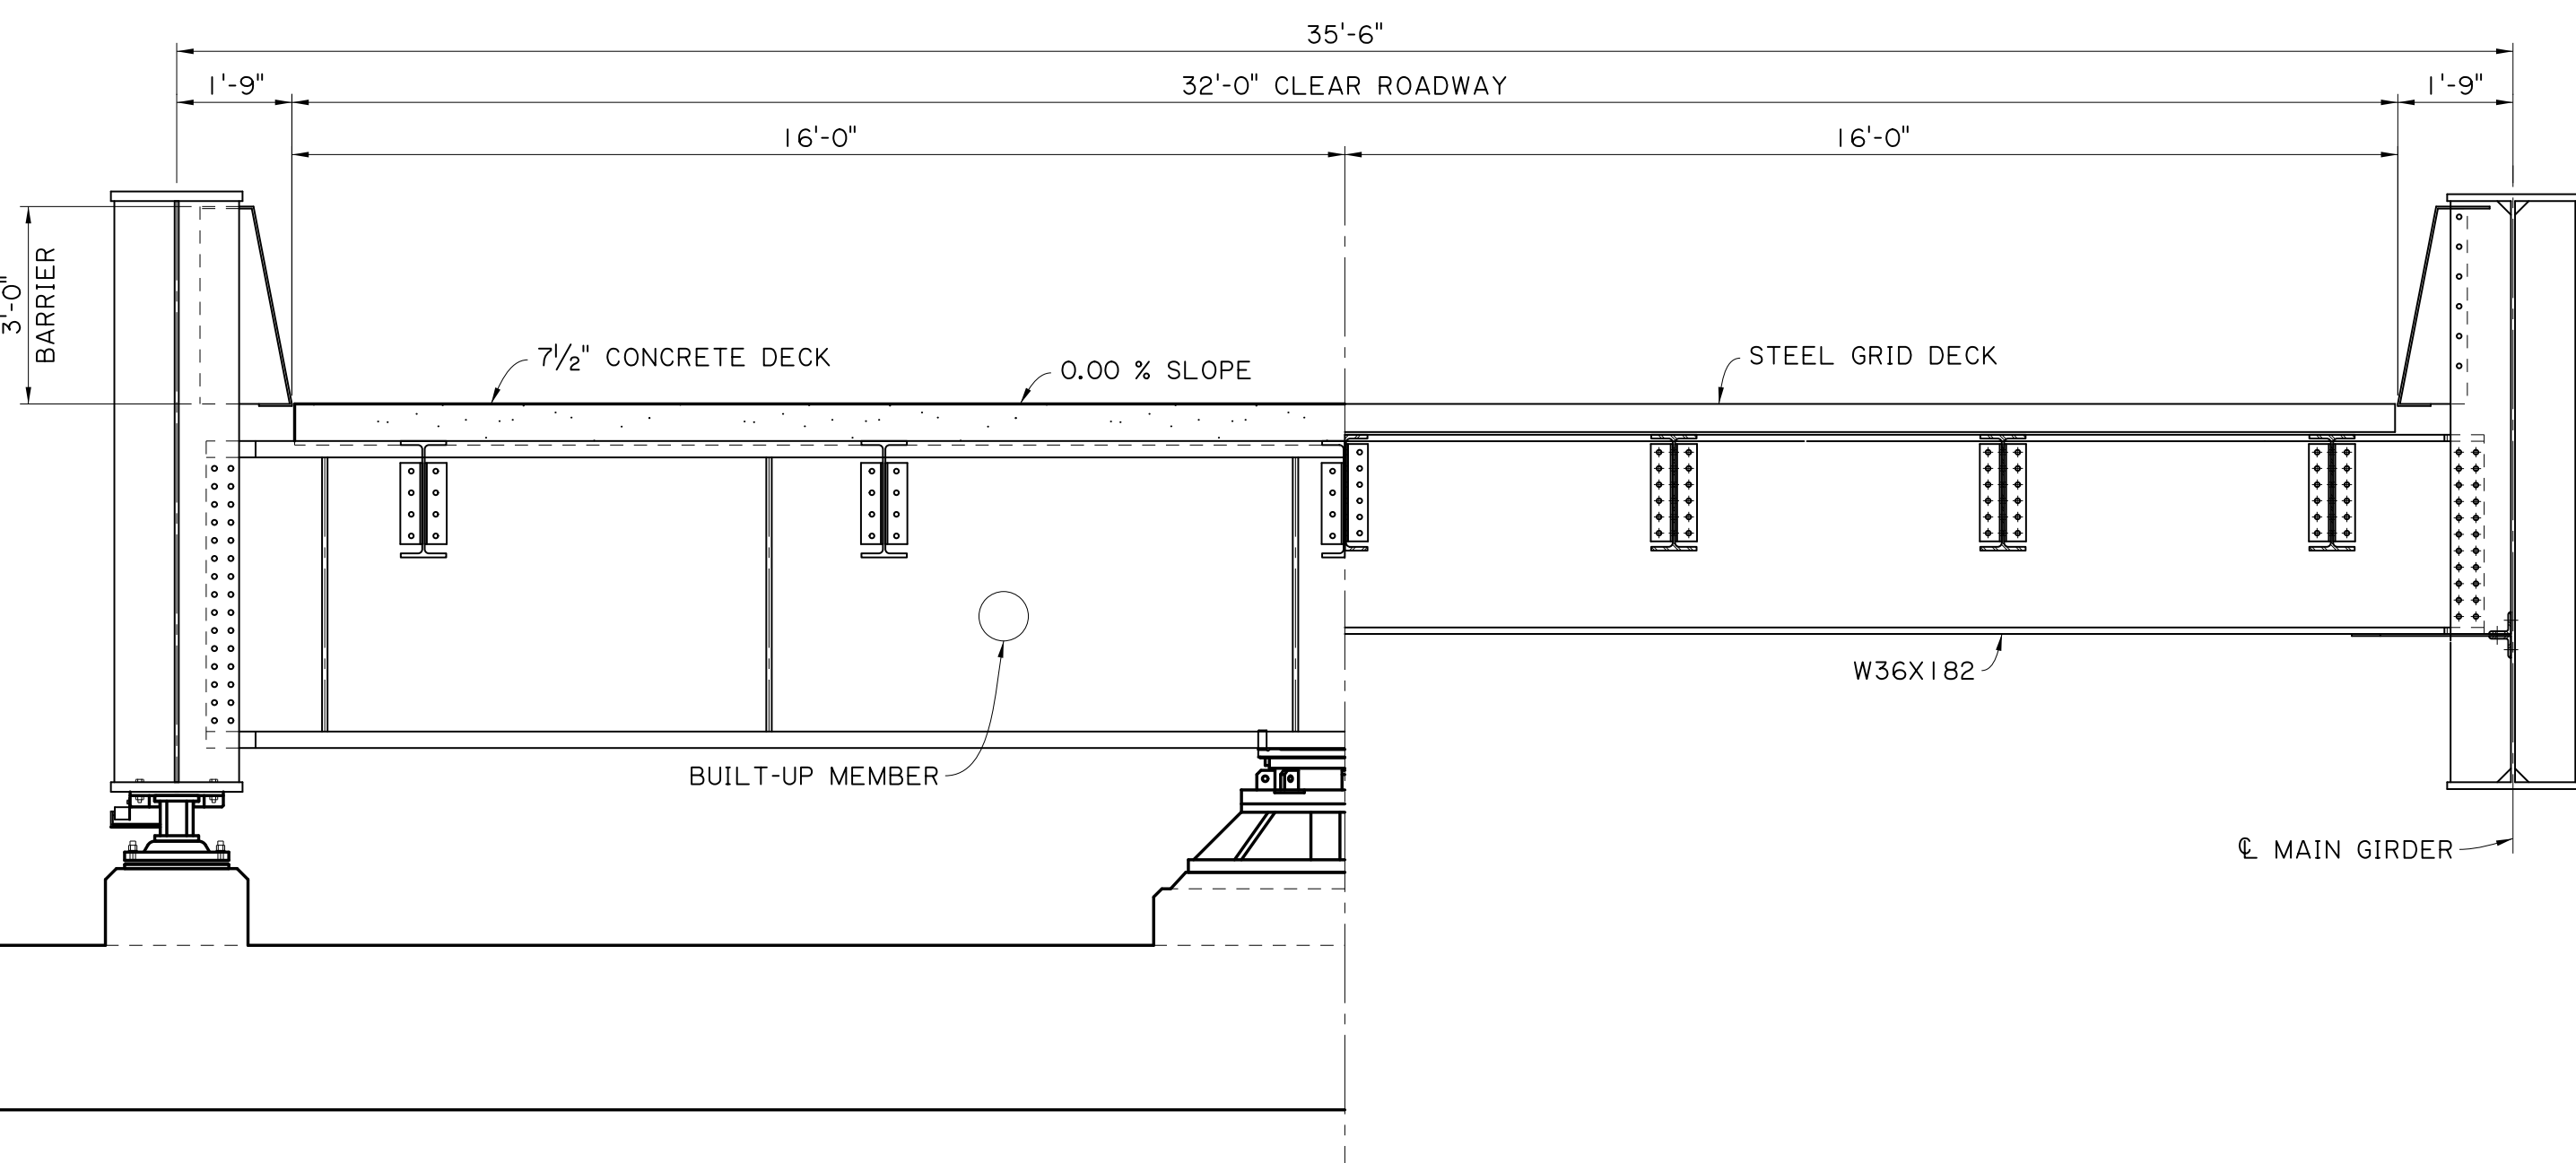 35'-6"
1'-9"
32'-0" CLEAR ROADWAY
1'-9"
16'-0"
16'-0"
3'-0"
BARRIER
7½" CONCRETE DECK
0.00 % SLOPE
STEEL GRID DECK
W36X182
BUILT-UP MEMBER
℄ MAIN GIRDER